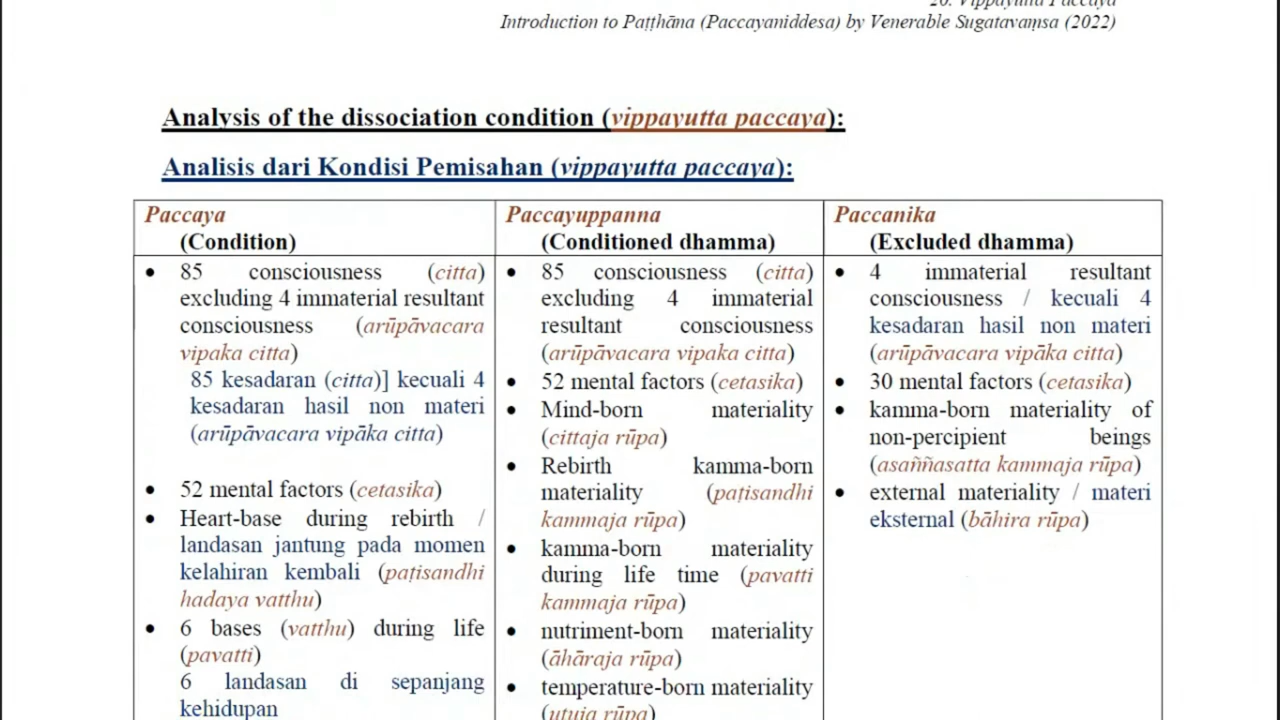 20. Vippayutta Paccaya
Introduction to Paṭṭhāna (Paccayaniddesa) by Venerable Sugatavaṃsa (2022)
Analysis of the dissociation condition (vippayutta paccaya):
Analisis dari Kondisi Pemisahan (vippayutta paccaya):
Paccaya
(Condition)
• 85 consciousness (citta)
excluding 4 immaterial resultant
consciousness (arūpāvacara
vipaka citta)
85 kesadaran (citta)] kecuali 4
kesadaran hasil non materi
(arūpāvacara vipāka citta)
• 52 mental factors (cetasika)
• Heart-base during rebirth /
landasan jantung pada momen
kelahiran kembali (paṭisandhi
hadaya vatthu)
• 6 bases (vatthu) during life
(pavatti)
6 landasan di sepanjang
kehidupan
Paccayuppanna
(Conditioned dhamma)
• 85 consciousness (citta)
excluding 4 immaterial
resultant consciousness
(arūpāvacara vipaka citta)
• 52 mental factors (cetasika)
• Mind-born materiality
(cittaja rūpa)
• Rebirth kamma-born
materiality (paṭisandhi
kammaja rūpa)
• kamma-born materiality
during life time (pavatti
kammaja rūpa)
• nutriment-born materiality
(āhāraja rūpa)
• temperature-born materiality
(utuja rūpa)
Paccanika
(Excluded dhamma)
• 4 immaterial resultant
consciousness / kecuali 4
kesadaran hasil non materi
(arūpāvacara vipāka citta)
• 30 mental factors (cetasika)
• kamma-born materiality of
non-percipient beings
(asaññasatta kammaja rūpa)
• external materiality / materi
eksternal (bāhira rūpa)